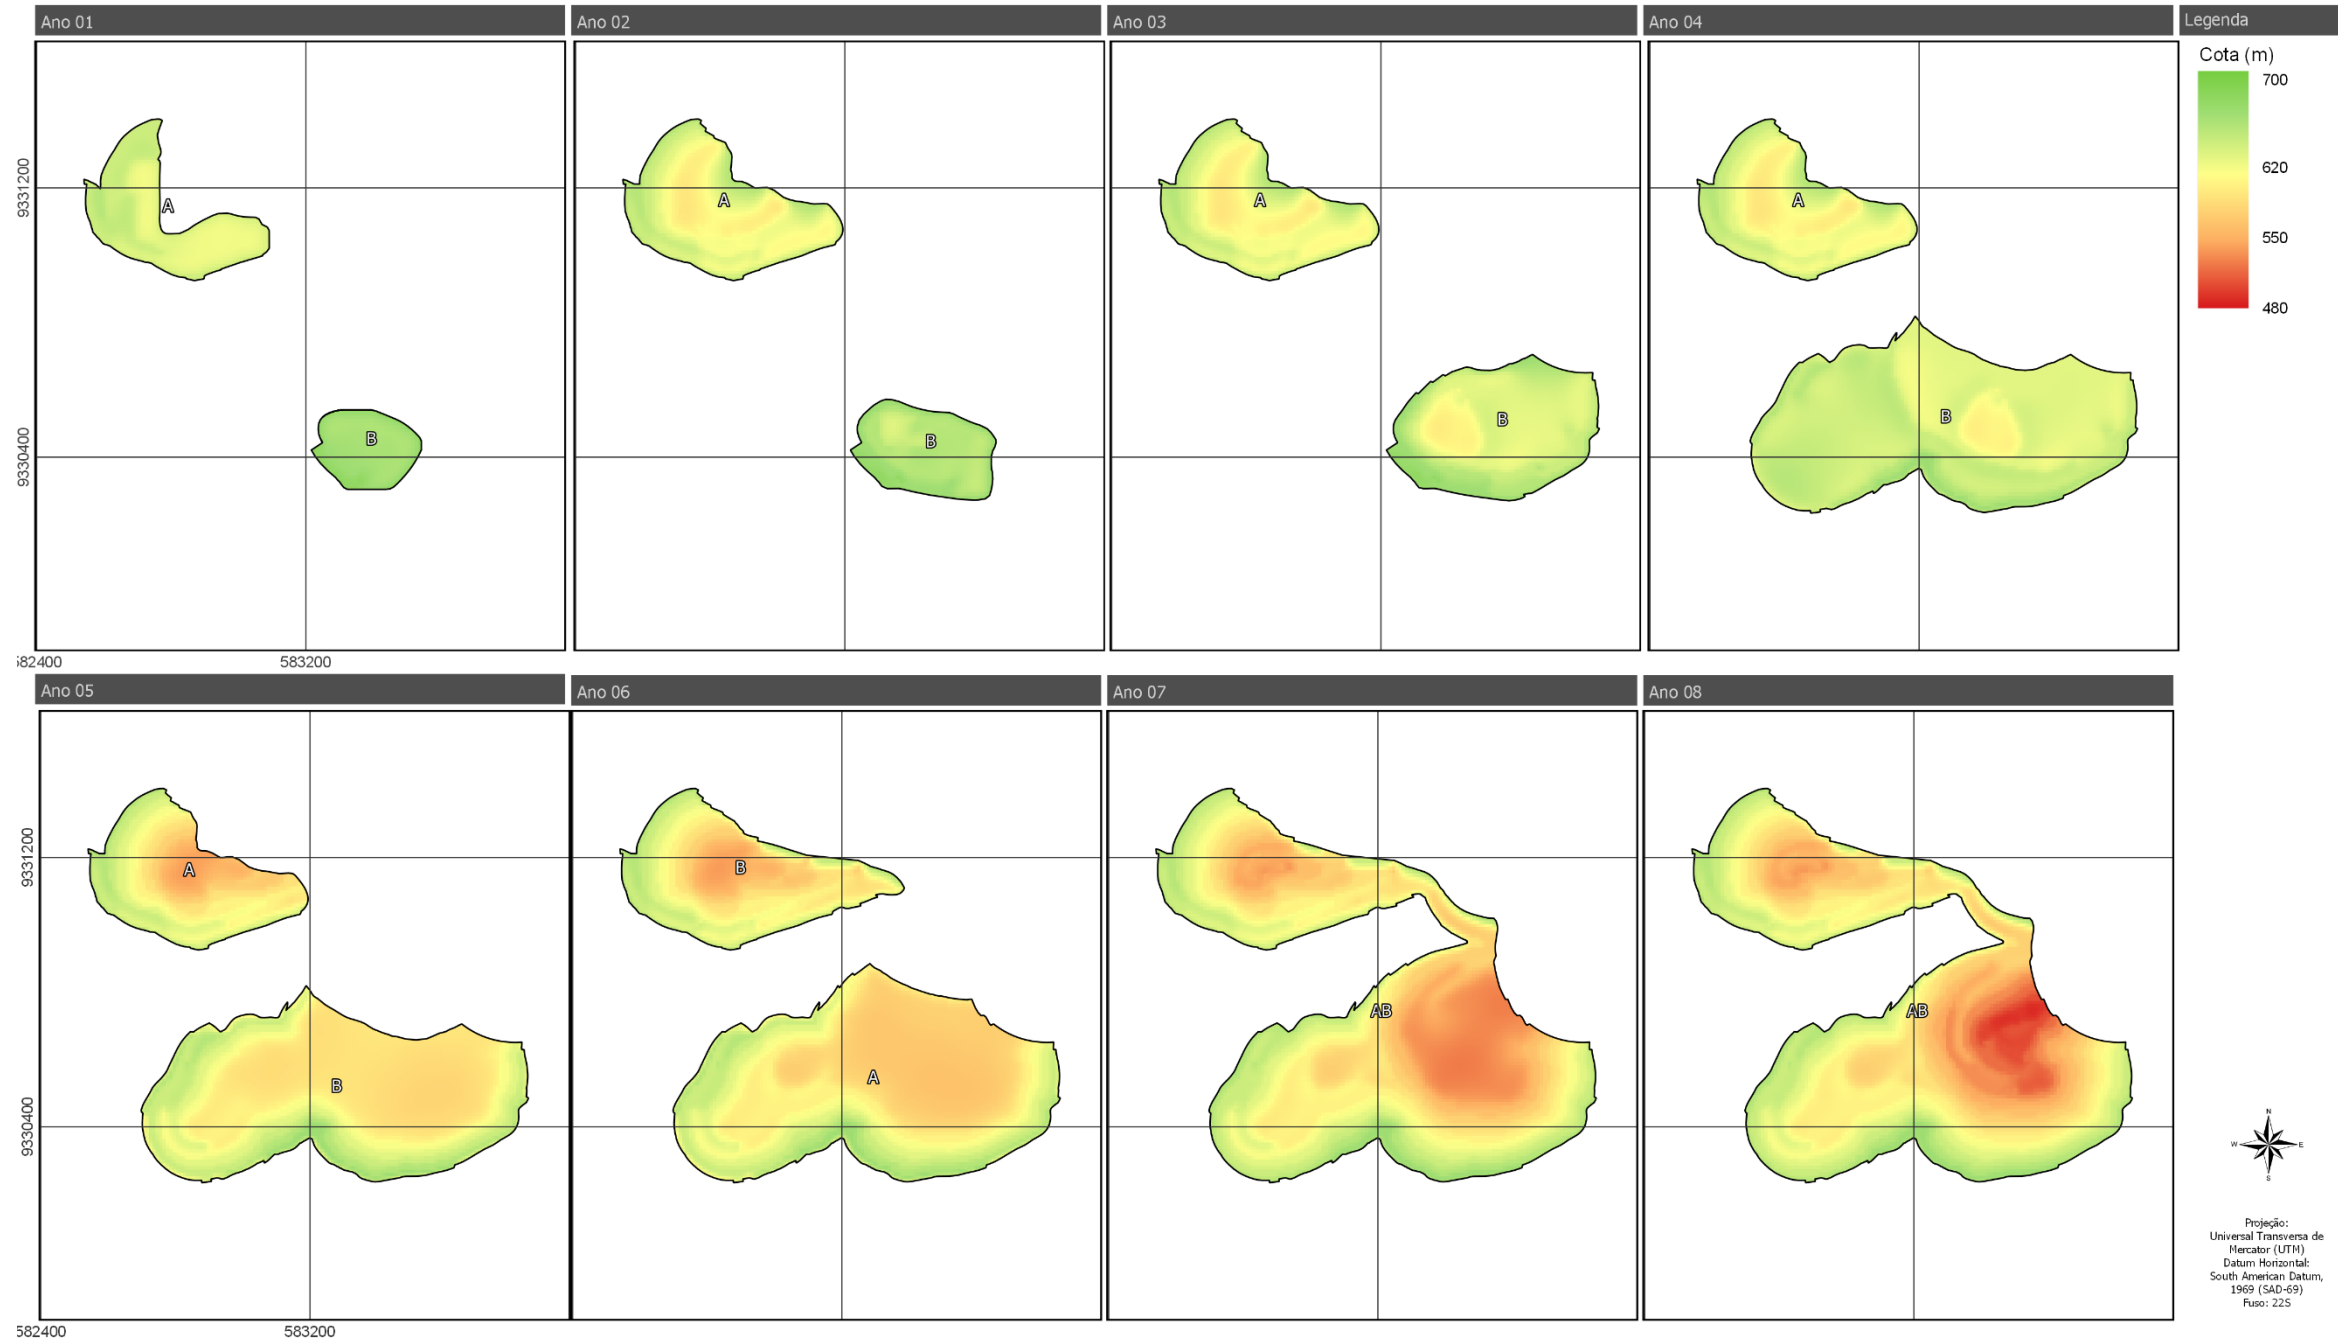 Ano 01
Ano 02
Ano 03
Ano 04
Legenda
Cota (m)
700
620
550
480
9331200
9330400
A
B
A
B
A
B
A
B
582400
583200
Ano 05
Ano 06
Ano 07
Ano 08
9331200
9330400
A
B
B
A
AB
AB
582400
583200
N
W E
S
Projeção:
Universal Transversa de
Mercator (UTM)
Datum Horizontal:
South American Datum,
1969 (SAD-69)
Fuso: 22S